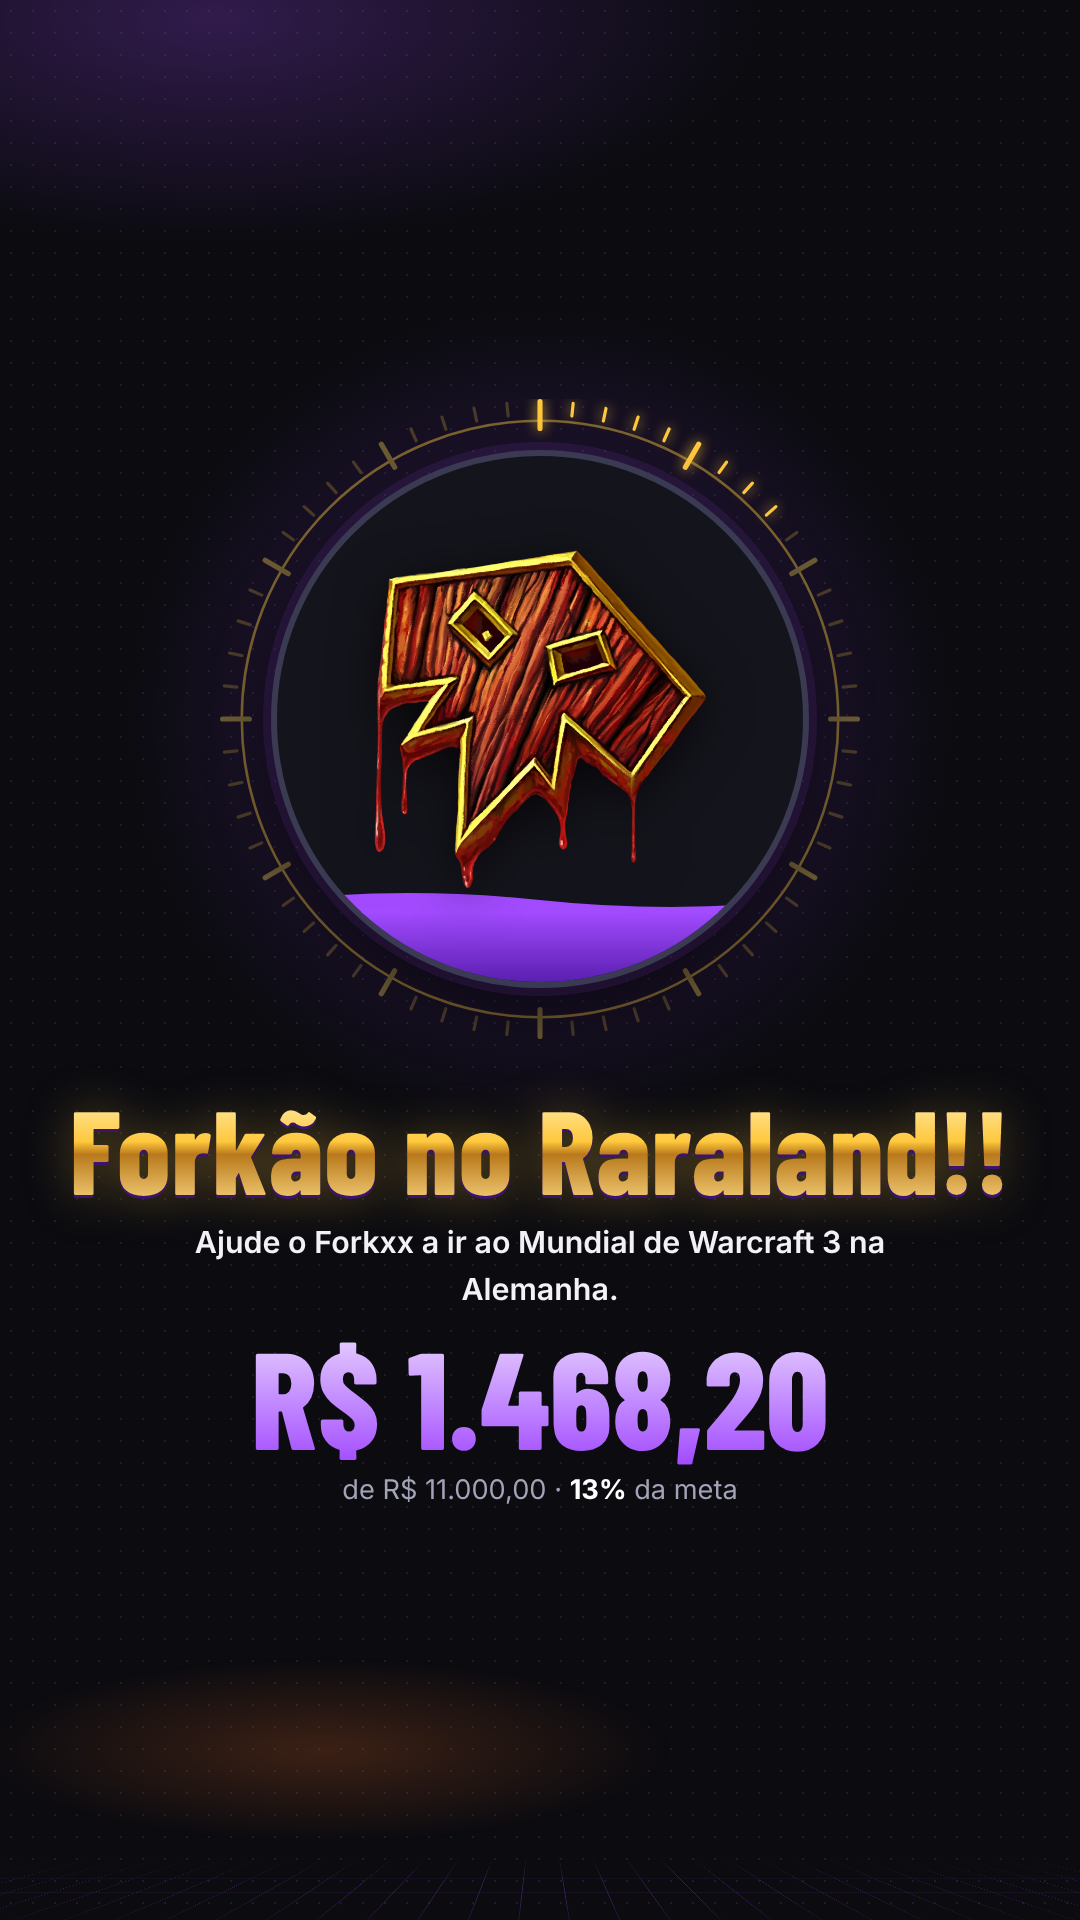 Forkão no Raraland!!
Ajude o Forkxx a ir ao Mundial de Warcraft 3 na
Alemanha.
R$ 1.468,20
de R$ 11.000,00 · 13% da meta